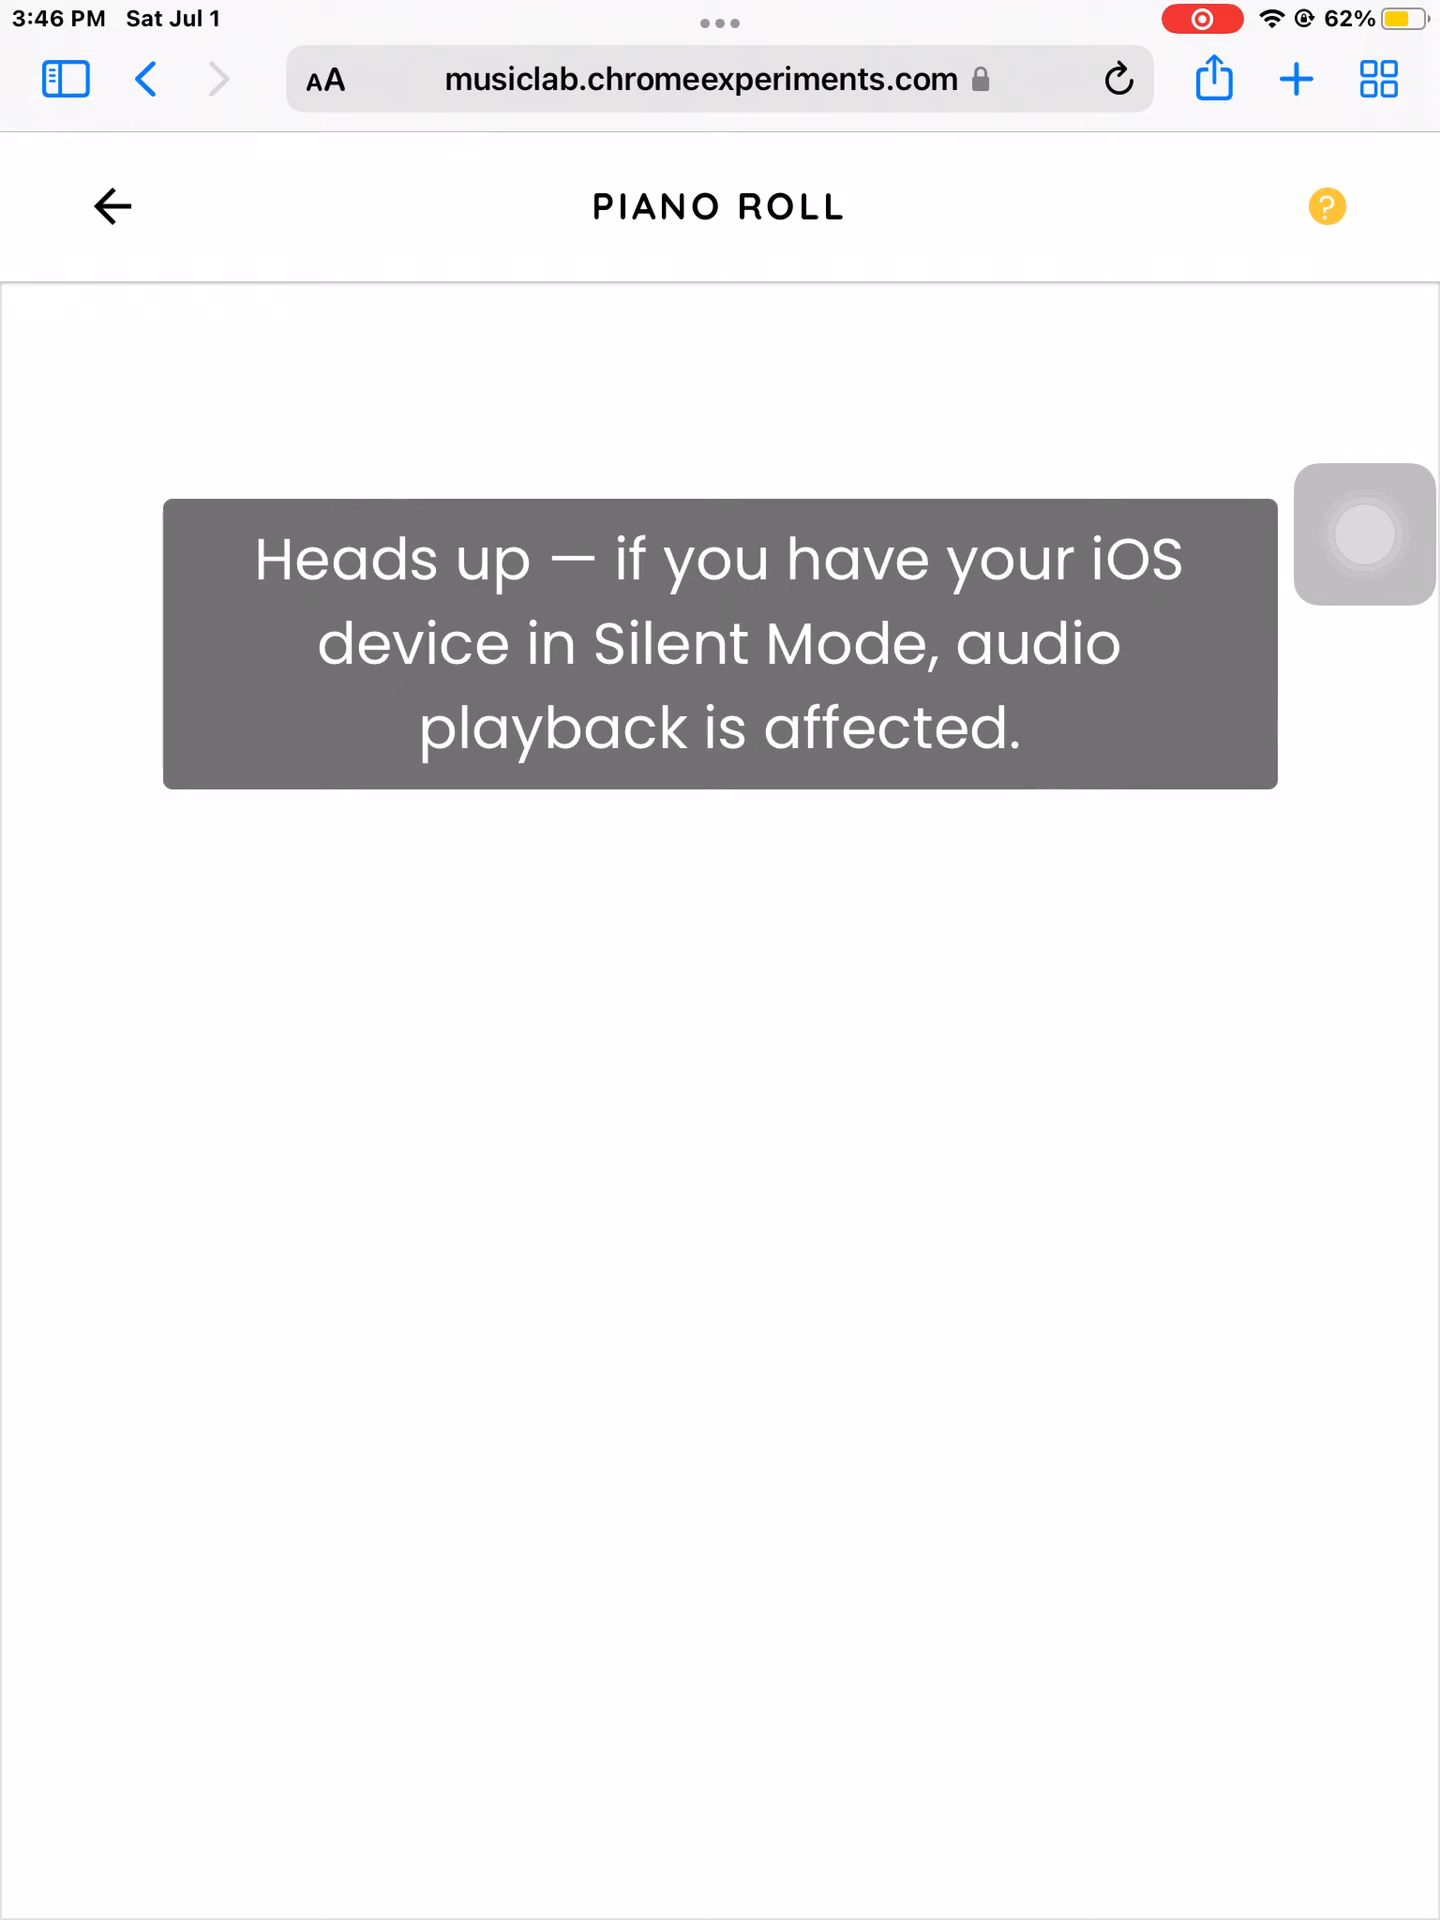 3:46 PM Sat Jul 1 62%
AA musiclab.chromeexperiments.com
PIANO ROLL ?
Heads up — if you have your iOS
device in Silent Mode, audio
playback is affected.